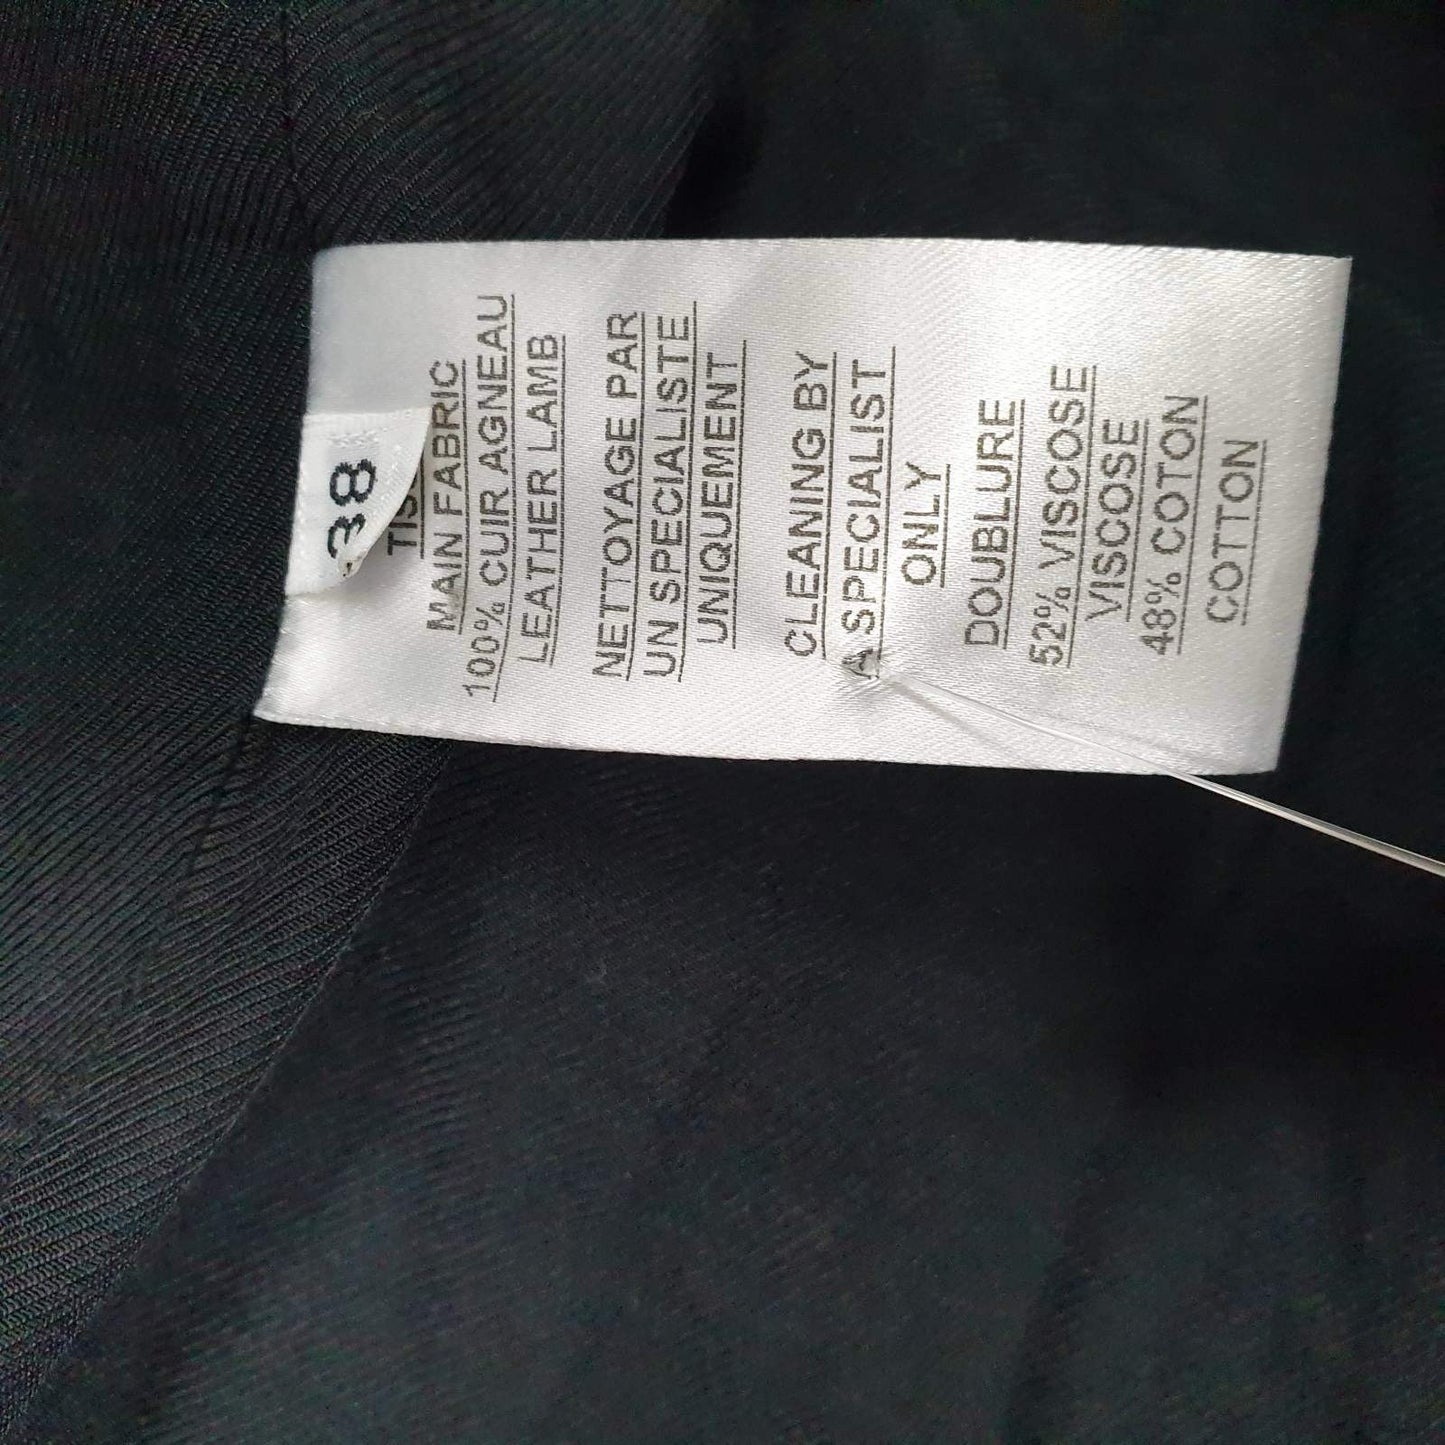 38
MAIN FABRIC
100% CUIR AGNEAU
LEATHER LAMB
NETTOYAGE PAR
UN SPECIALISTE
UNIQUEMENT
CLEANING BY
A SPECIALIST
ONLY
DOUBLURE
52% VISCOSE
VISCOSE
48% COTON
COTTON